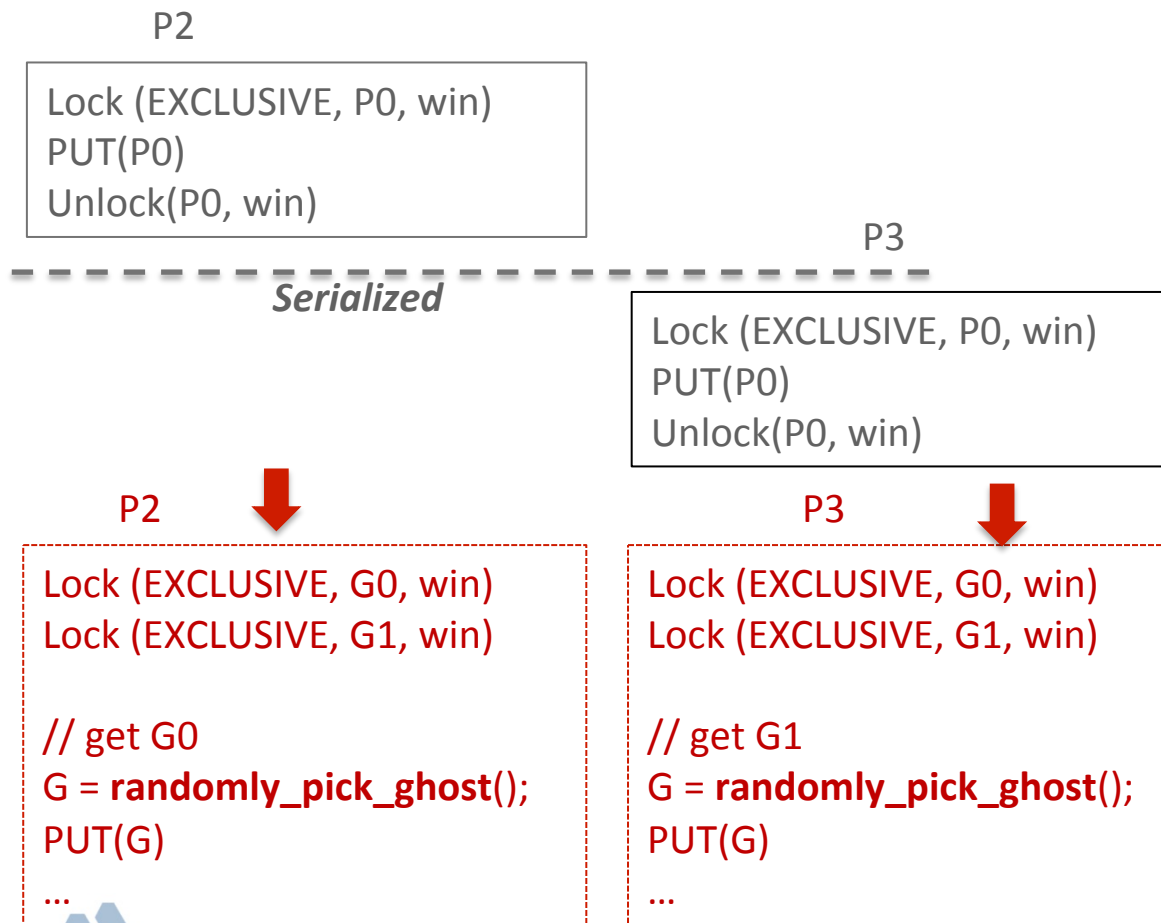 P2
Lock (EXCLUSIVE, P0, win)
PUT(P0)
Unlock(P0, win)
P3
Serialized
Lock (EXCLUSIVE, P0, win)
PUT(P0)
Unlock(P0, win)
P2
Lock (EXCLUSIVE, G0, win)
Lock (EXCLUSIVE, G1, win)
// get G0
G = randomly_pick_ghost();
PUT(G)
...
P3
Lock (EXCLUSIVE, G0, win)
Lock (EXCLUSIVE, G1, win)
// get G1
G = randomly_pick_ghost();
PUT(G)
...